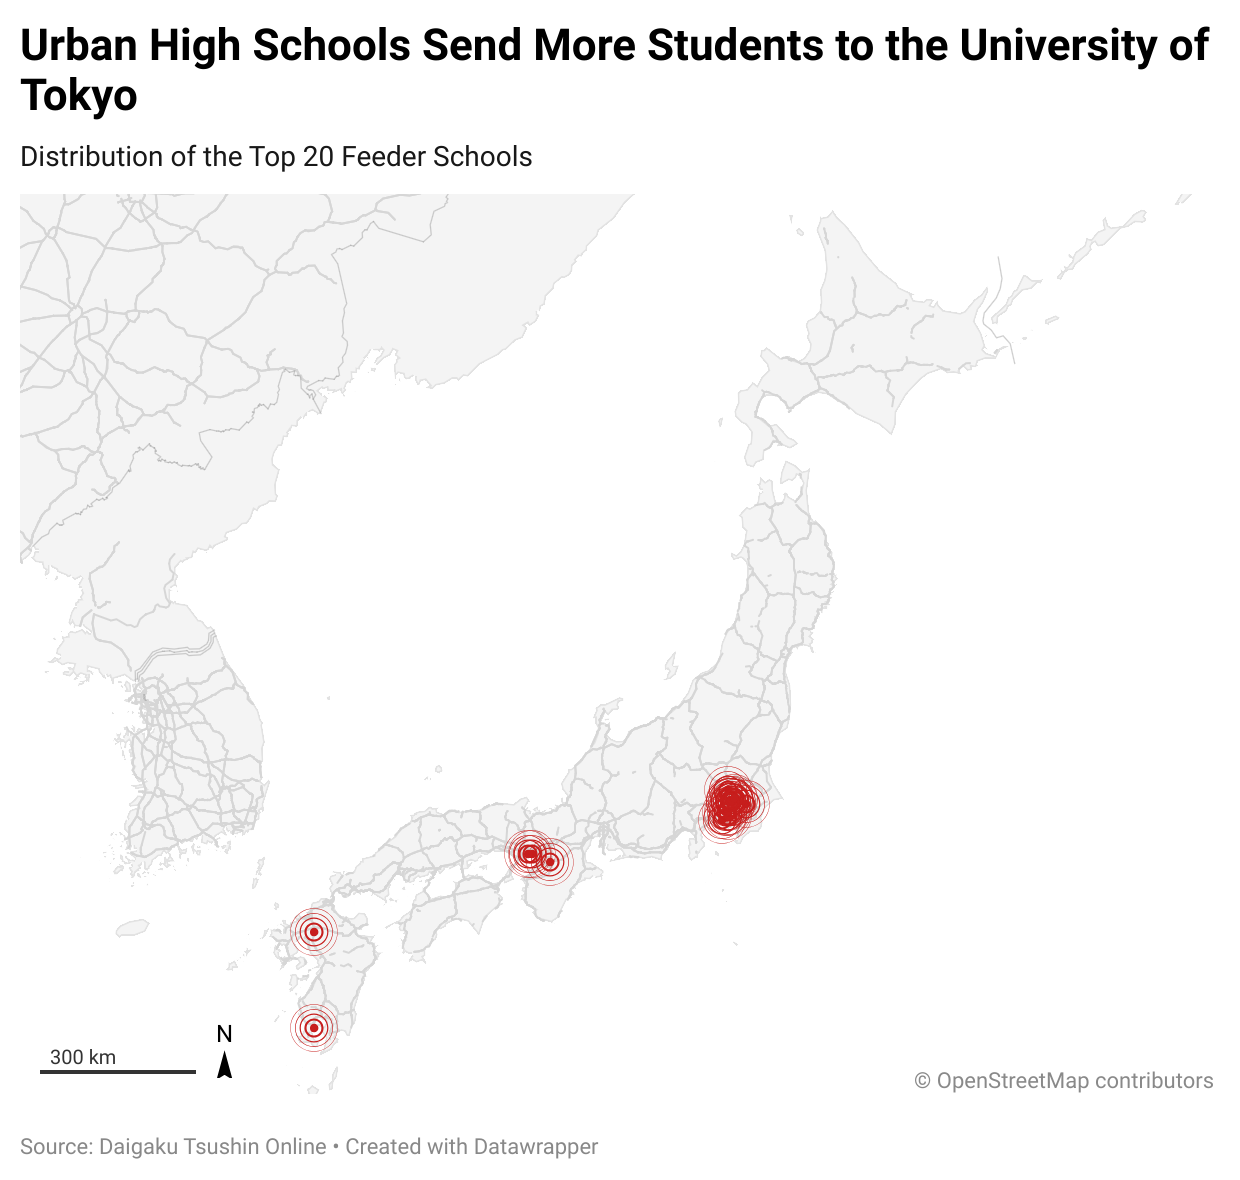 Urban High Schools Send More Students to the University of
Tokyo
Distribution of the Top 20 Feeder Schools
N
300 km
© OpenStreetMap contributors
Source: Daigaku Tsushin Online • Created with Datawrapper